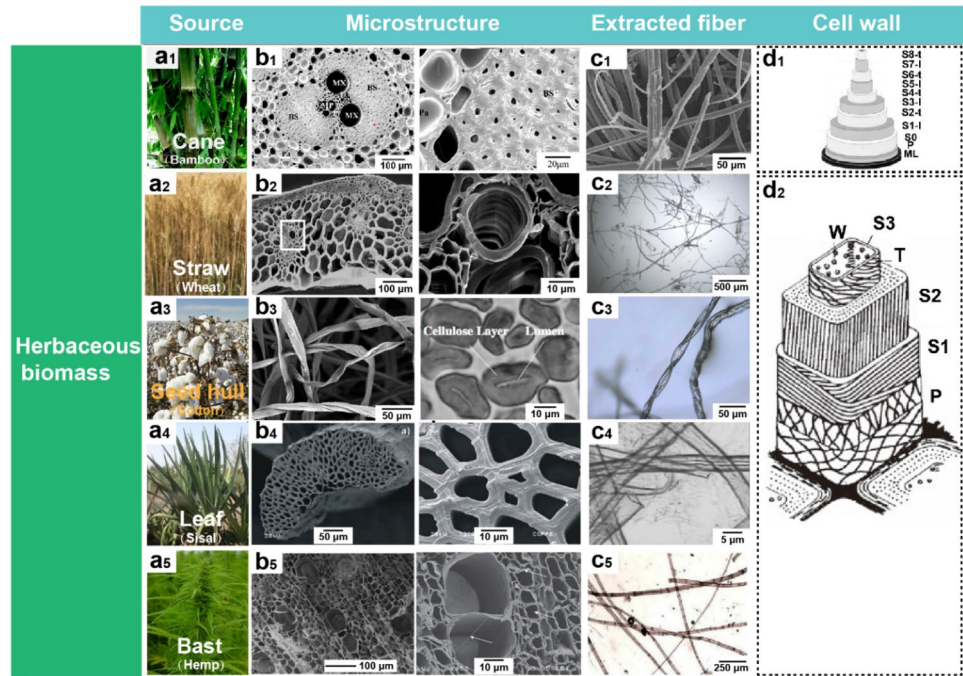 Source Microstructure Extracted fiber Cell wall
Herbaceous
biomass
a1
Cane
(Bamboo)
b1
MX
BS
MP
BS
MX
100 μm
Pa
BS
20μm
c1
50 μm
d1
S8-t
S7-l
S6-t
S5-l
S4-t
S3-l
S2-t
S1-l
S0
P
ML
a2
Straw
(Wheat)
b2
100 μm
10 μm
c2
500 μm
d2
W
S3
T
S2
S1
P
a3
Seed hull
(Cotton)
b3
50 μm
Cellulose Layer
Lumen
10 μm
c3
50 μm
a4
Leaf
(Sisal)
b4
a)
50 μm
10 μm
c4
5 μm
a5
Bast
(Hemp)
b5
100 μm
10 μm
c5
250 μm